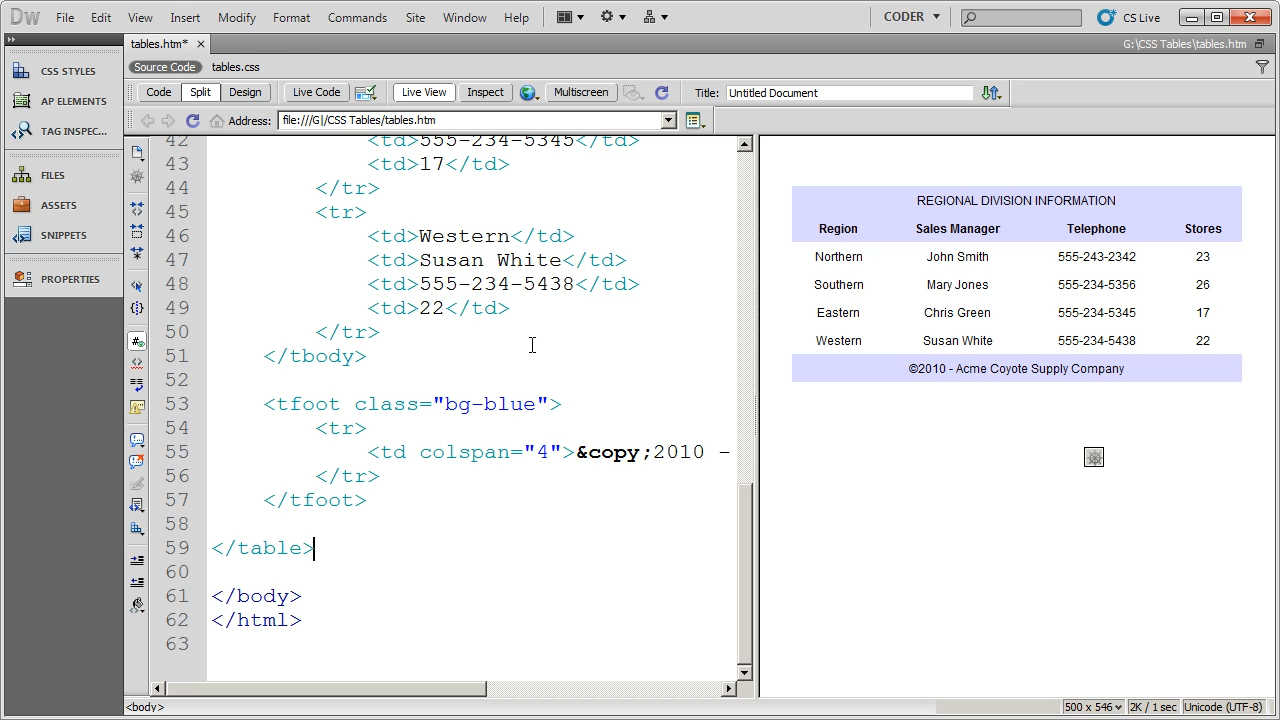 Dw File Edit View Insert Modify Format Commands Site Window Help CODER CS Live
tables.htm* G:\CSS Tables\tables.htm
Source Code tables.css
Code Split Design Live Code Live View Inspect Multiscreen Title: Untitled Document
Address: file:///G|/CSS Tables/tables.htm
CSS STYLES
AP ELEMENTS
TAG INSPEC...
FILES
ASSETS
SNIPPETS
PROPERTIES
42 <td>555-234-5345</td>
43 <td>17</td>
44 </tr>
45 <tr>
46 <td>Western</td>
47 <td>Susan White</td>
48 <td>555-234-5438</td>
49 <td>22</td>
50 </tr>
51 </tbody>
52
53 <tfoot class="bg-blue">
54 <tr>
55 <td colspan="4">&copy;2010 -
56 </tr>
57 </tfoot>
58
59 </table>
60
61 </body>
62 </html>
63
REGIONAL DIVISION INFORMATION
Region Sales Manager Telephone Stores
Northern John Smith 555-243-2342 23
Southern Mary Jones 555-234-5356 26
Eastern Chris Green 555-234-5345 17
Western Susan White 555-234-5438 22
©2010 - Acme Coyote Supply Company
<body> 500 x 546 2K / 1 sec Unicode (UTF-8)